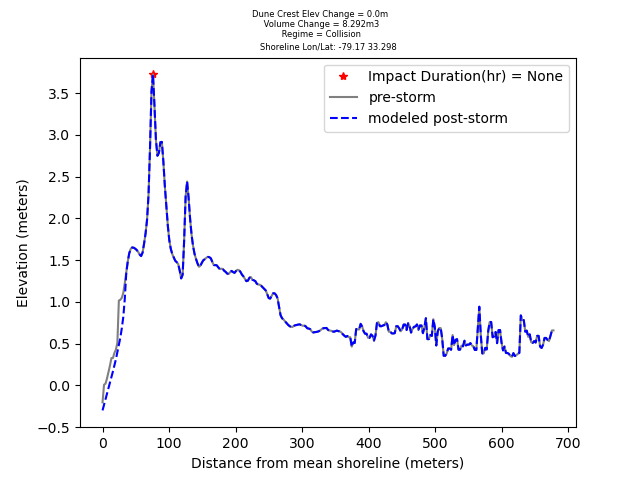 Dune Crest Elev Change = 0.0m
Volume Change = 8.292m3
Regime = Collision
Shoreline Lon/Lat: -79.17 33.298
Impact Duration(hr) = None
pre-storm
modeled post-storm
Elevation (meters)
3.5
3.0
2.5
2.0
1.5
1.0
0.5
0.0
−0.5
0 100 200 300 400 500 600 700
Distance from mean shoreline (meters)